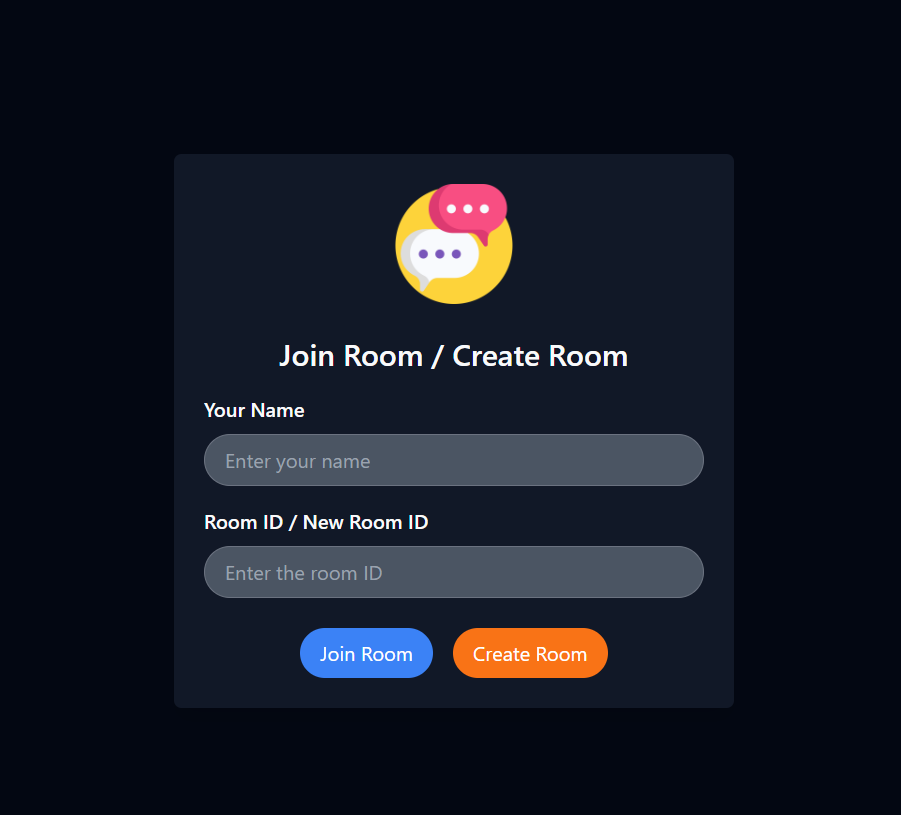 Join Room / Create Room
Your Name
Enter your name
Room ID / New Room ID
Enter the room ID
Join Room
Create Room